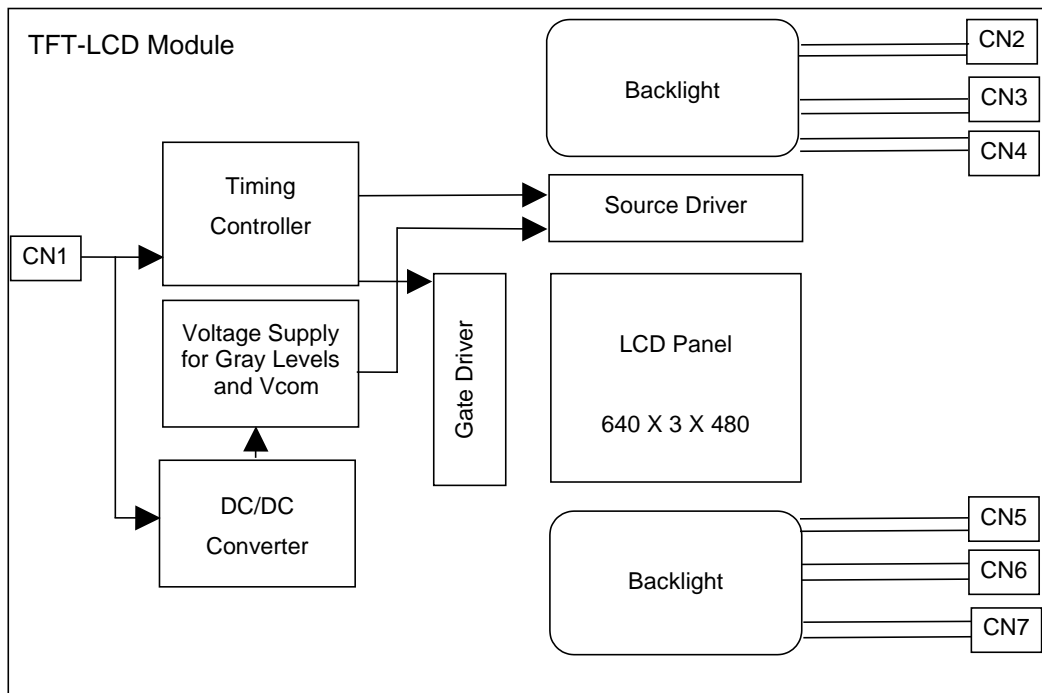 TFT-LCD Module
Backlight
CN2
CN3
CN4
Timing
Controller
Source Driver
CN1
Voltage Supply
for Gray Levels
and Vcom
Gate Driver
LCD Panel
640 X 3 X 480
DC/DC
Converter
Backlight
CN5
CN6
CN7